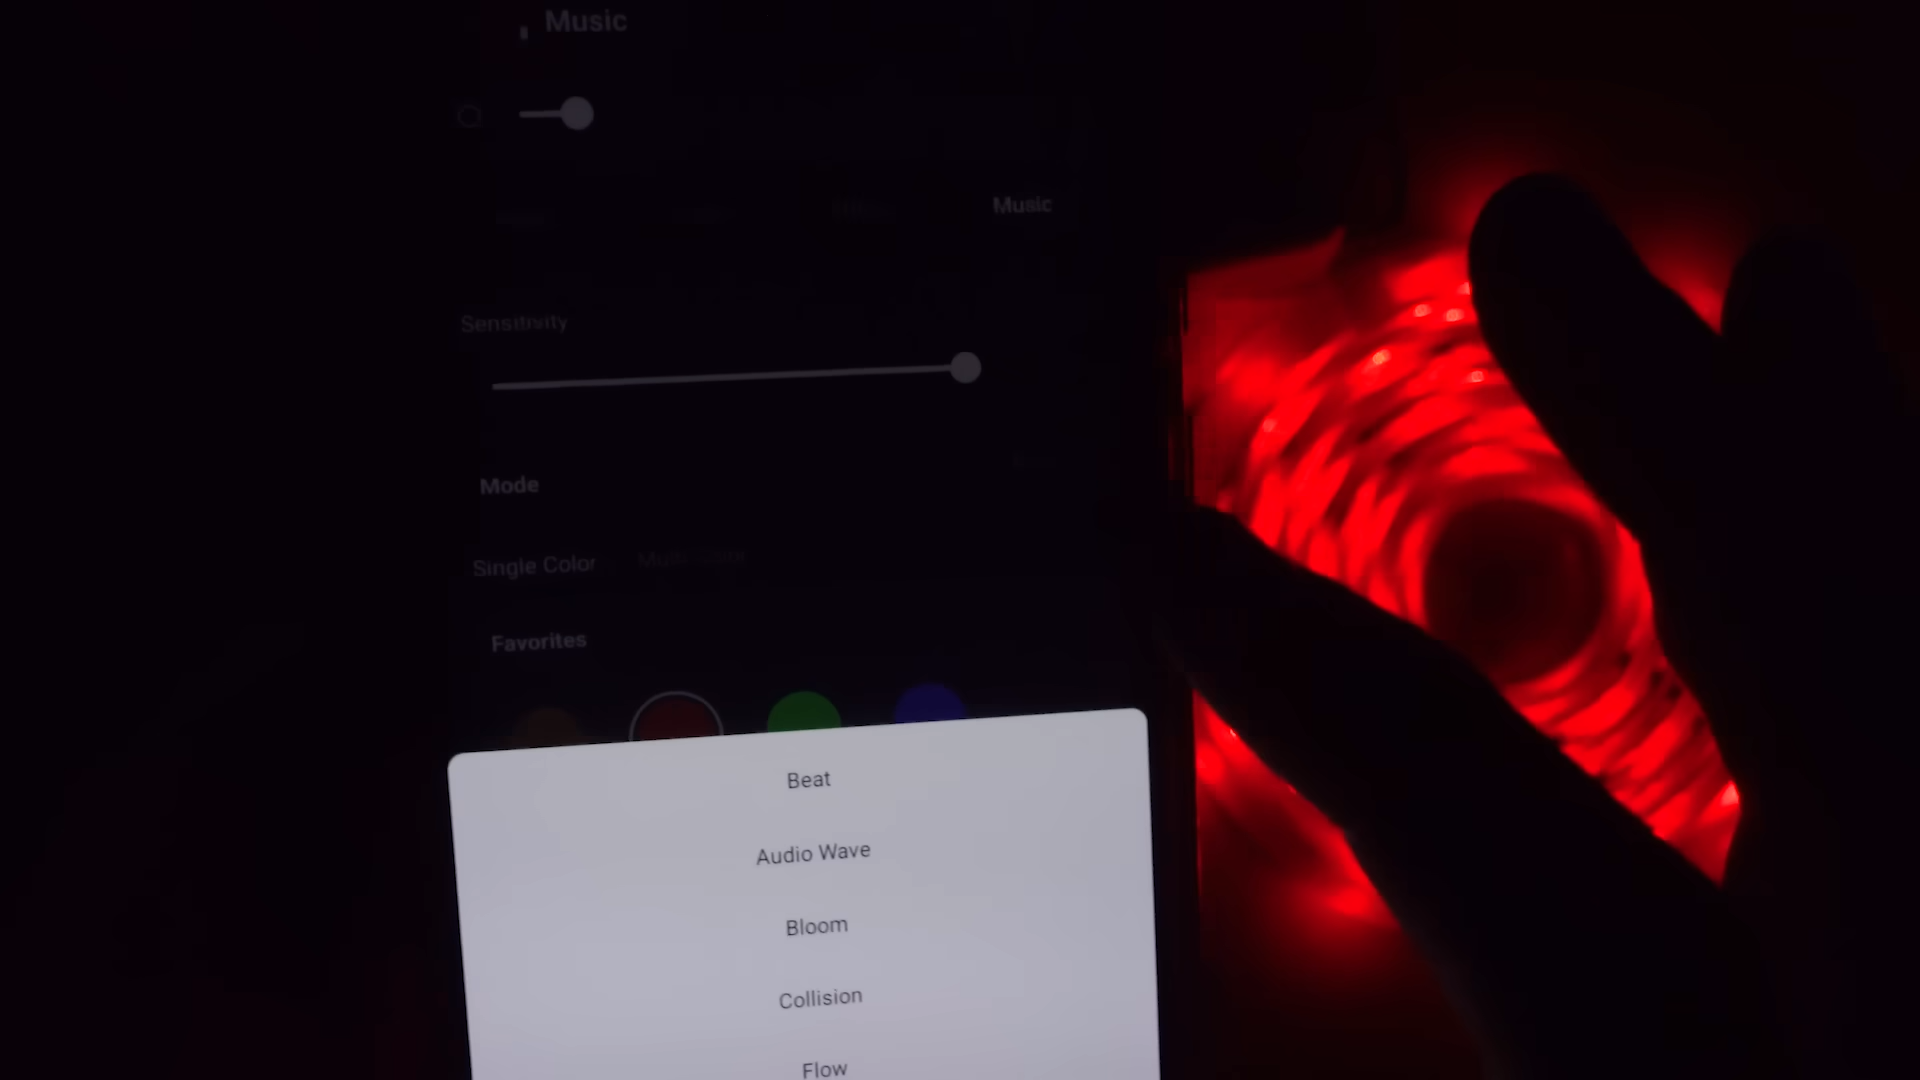 Music
Music
Sensitivity
Mode
Single Color
Favorites
Beat
Audio Wave
Bloom
Collision
Flow